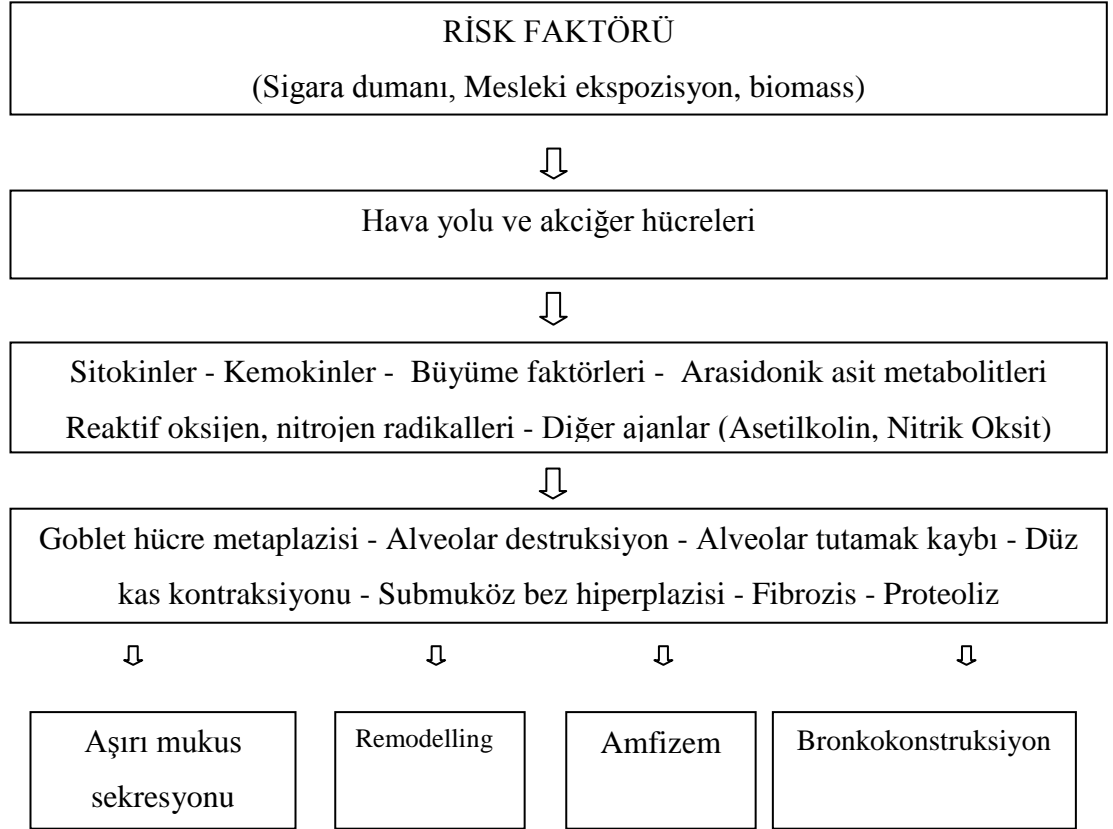 RİSK FAKTÖRÜ
(Sigara dumanı, Mesleki ekspozisyon, biomass)
Hava yolu ve akciğer hücreleri
Sitokinler - Kemokinler - Büyüme faktörleri - Arasidonik asit metabolitleri
Reaktif oksijen, nitrojen radikalleri - Diğer ajanlar (Asetilkolin, Nitrik Oksit)
Goblet hücre metaplazisi - Alveolar destruksiyon - Alveolar tutamak kaybı - Düz
kas kontraksiyonu - Submuköz bez hiperplazisi - Fibrozis - Proteoliz
Aşırı mukus
sekresyonu
Remodelling
Amfizem
Bronkokonstruksiyon